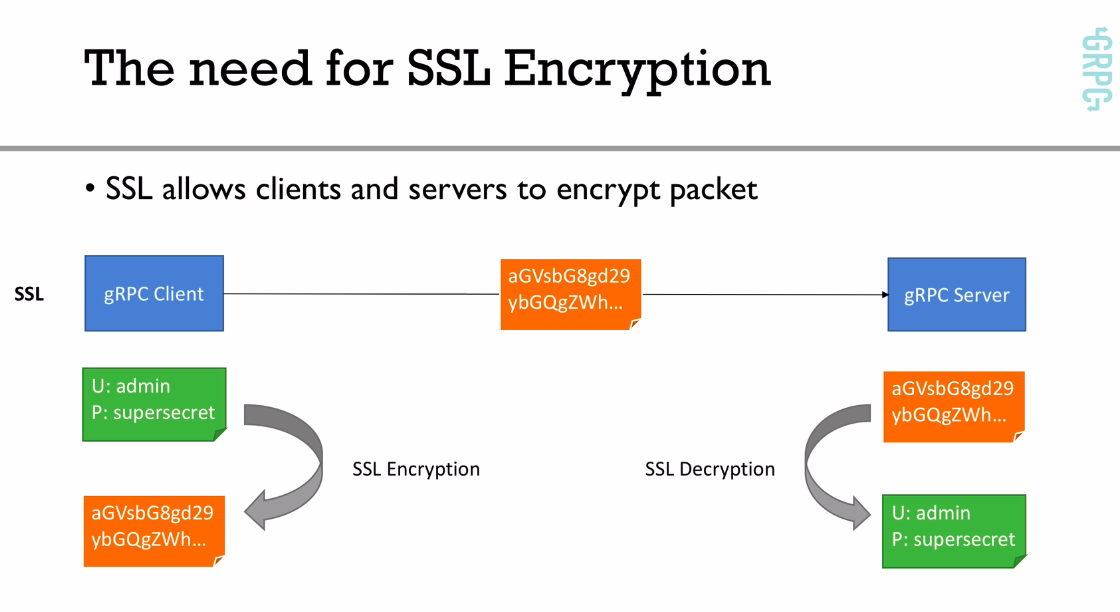 The need for SSL Encryption
GRPC
• SSL allows clients and servers to encrypt packet
SSL
gRPC Client
aGVsbG8gd29
ybGQgZWh...
gRPC Server
U: admin
P: supersecret
SSL Encryption
aGVsbG8gd29
ybGQgZWh...
aGVsbG8gd29
ybGQgZWh...
SSL Decryption
U: admin
P: supersecret